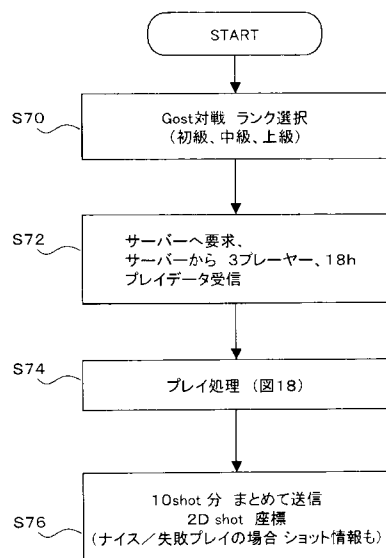 START
S70
Gost対戦 ランク選択
(初級、中級、上級)
S72
サーバーへ要求、
サーバーから 3プレーヤー、18h
プレイデータ受信
S74
プレイ処理 (図18)
S76
10shot 分 まとめて送信
2D shot 座標
(ナイス/失敗プレイの場合 ショット情報も)